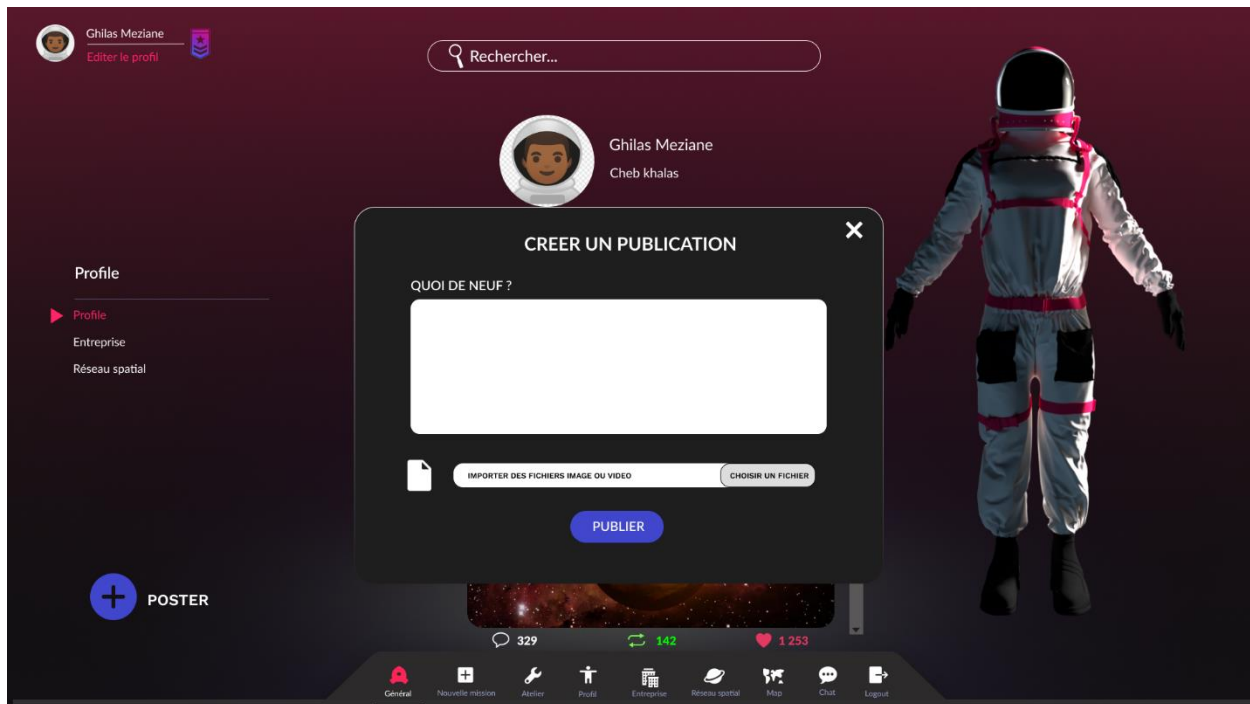 Ghilas Meziane
Editer le profil
Rechercher...
Ghilas Meziane
Cheb khalas
CREER UN PUBLICATION
Profile
QUOI DE NEUF ?
Profile
Entreprise
Réseau spatial
IMPORTER DES FICHIERS IMAGE OU VIDEO
CHOISIR UN FICHIER
PUBLIER
POSTER
329
142
1 253
Général
Nouvelle mission
Atelier
Profil
Entreprise
Réseau spatial
Map
Chat
Logout